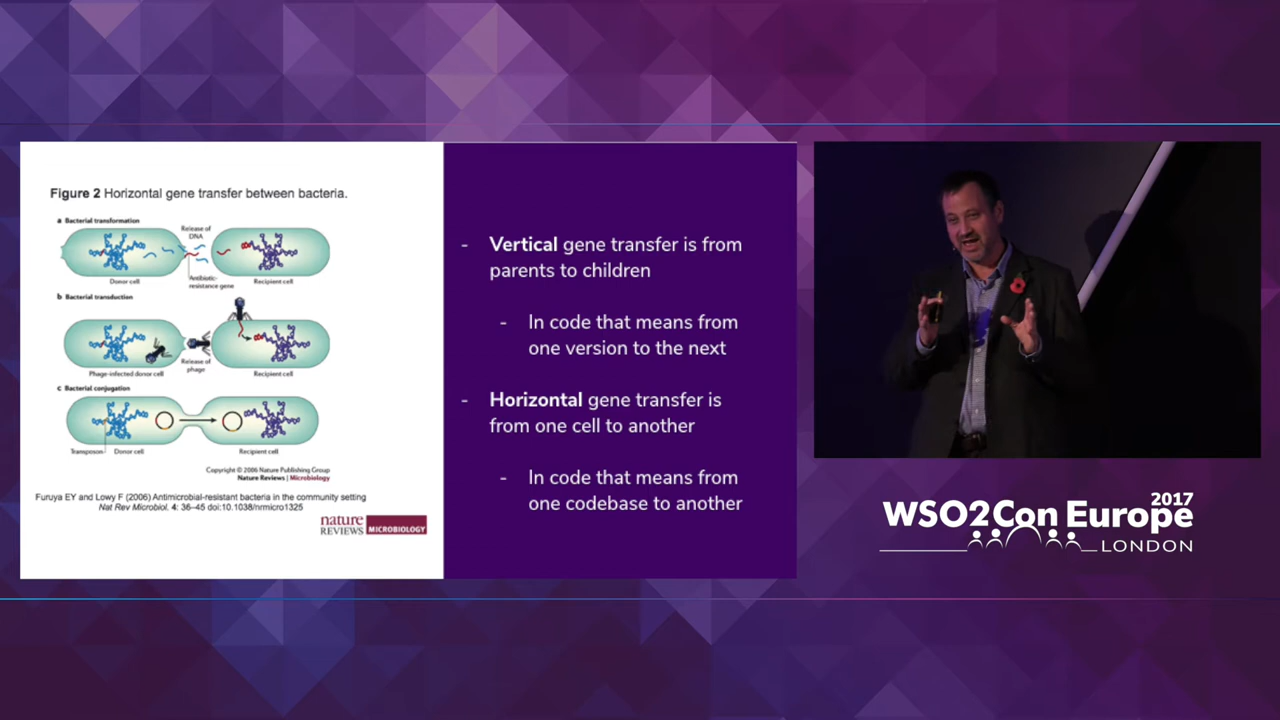 Figure 2 Horizontal gene transfer between bacteria.
a Bacterial transformation
Release of
DNA
Antibiotic-
resistance gene
Donor cell
Recipient cell
b Bacterial transduction
Release of
phage
Phage-infected donor cell
Recipient cell
c Bacterial conjugation
Transposon
Donor cell
Recipient cell
Copyright © 2006 Nature Publishing Group
Nature Reviews | Microbiology
Furuya EY and Lowy F (2006) Antimicrobial-resistant bacteria in the community setting
Nat Rev Microbiol. 4: 36–45 doi:10.1038/nrmicro1325
nature
REVIEWS MICROBIOLOGY
- Vertical gene transfer is from
parents to children
- In code that means from
one version to the next
- Horizontal gene transfer is
from one cell to another
- In code that means from
one codebase to another
2017
WSO2Con Europe
LONDON